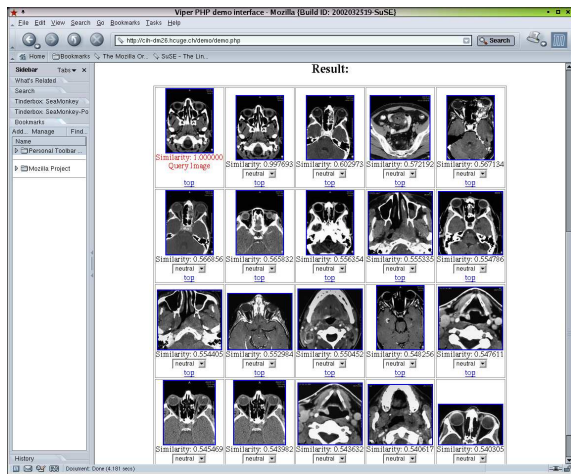 Viper PHP demo interface - Mozilla {Build ID: 2002032519-SuSE}
File Edit View Search Go Bookmarks Tasks Help
http://cih-dm26.hcuge.ch/demo/demo.php
Search
Home Bookmarks The Mozilla Or... SuSE - The Lin...
Sidebar Tabs
What's Related
Search
Tinderbox: SeaMonkey
Tinderbox: SeaMonkey-Po
Bookmarks
Add.. Manage Find..
Name
Personal Toolbar ...
Mozilla Project
History
Result:
Similarity: 1.000000 Similarity: 0.997693 Similarity: 0.602973 Similarity: 0.572192 Similarity: 0.567134
Query Image neutral neutral neutral neutral
top top top top top
Similarity: 0.566856 Similarity: 0.565832 Similarity: 0.556354 Similarity: 0.555335 Similarity: 0.554786
neutral neutral neutral neutral neutral
top top top top top
Similarity: 0.554405 Similarity: 0.552984 Similarity: 0.550452 Similarity: 0.548256 Similarity: 0.547611
neutral neutral neutral neutral neutral
top top top top top
Similarity: 0.545469 Similarity: 0.543982 Similarity: 0.543632 Similarity: 0.540617 Similarity: 0.540305
neutral neutral neutral neutral neutral
Document: Done (4.181 secs)